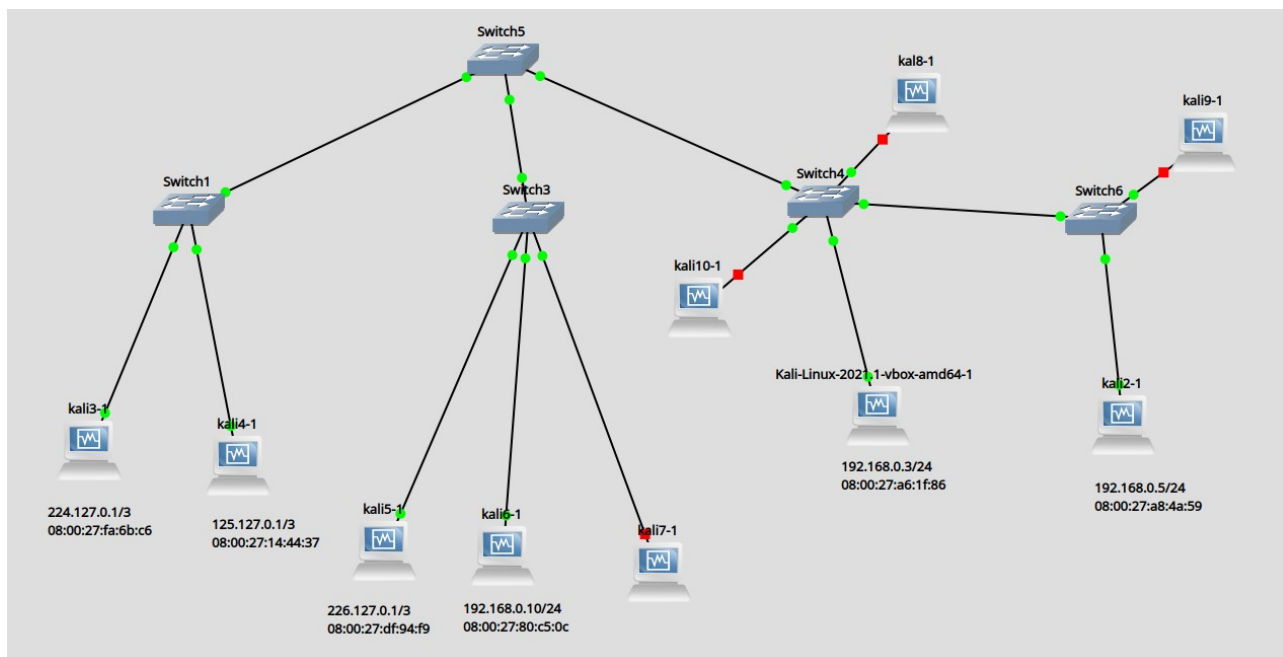 Switch5
kal8-1
kali9-1
Switch1
Switch3
Switch4
Switch6
kali10-1
Kali-Linux-2021.1-vbox-amd64-1
kali2-1
kali3-1
kali4-1
192.168.0.3/24
08:00:27:a6:1f:86
192.168.0.5/24
08:00:27:a8:4a:59
224.127.0.1/3
08:00:27:fa:6b:c6
125.127.0.1/3
08:00:27:14:44:37
kali5-1
kali6-1
kali7-1
226.127.0.1/3
08:00:27:df:94:f9
192.168.0.10/24
08:00:27:80:c5:0c